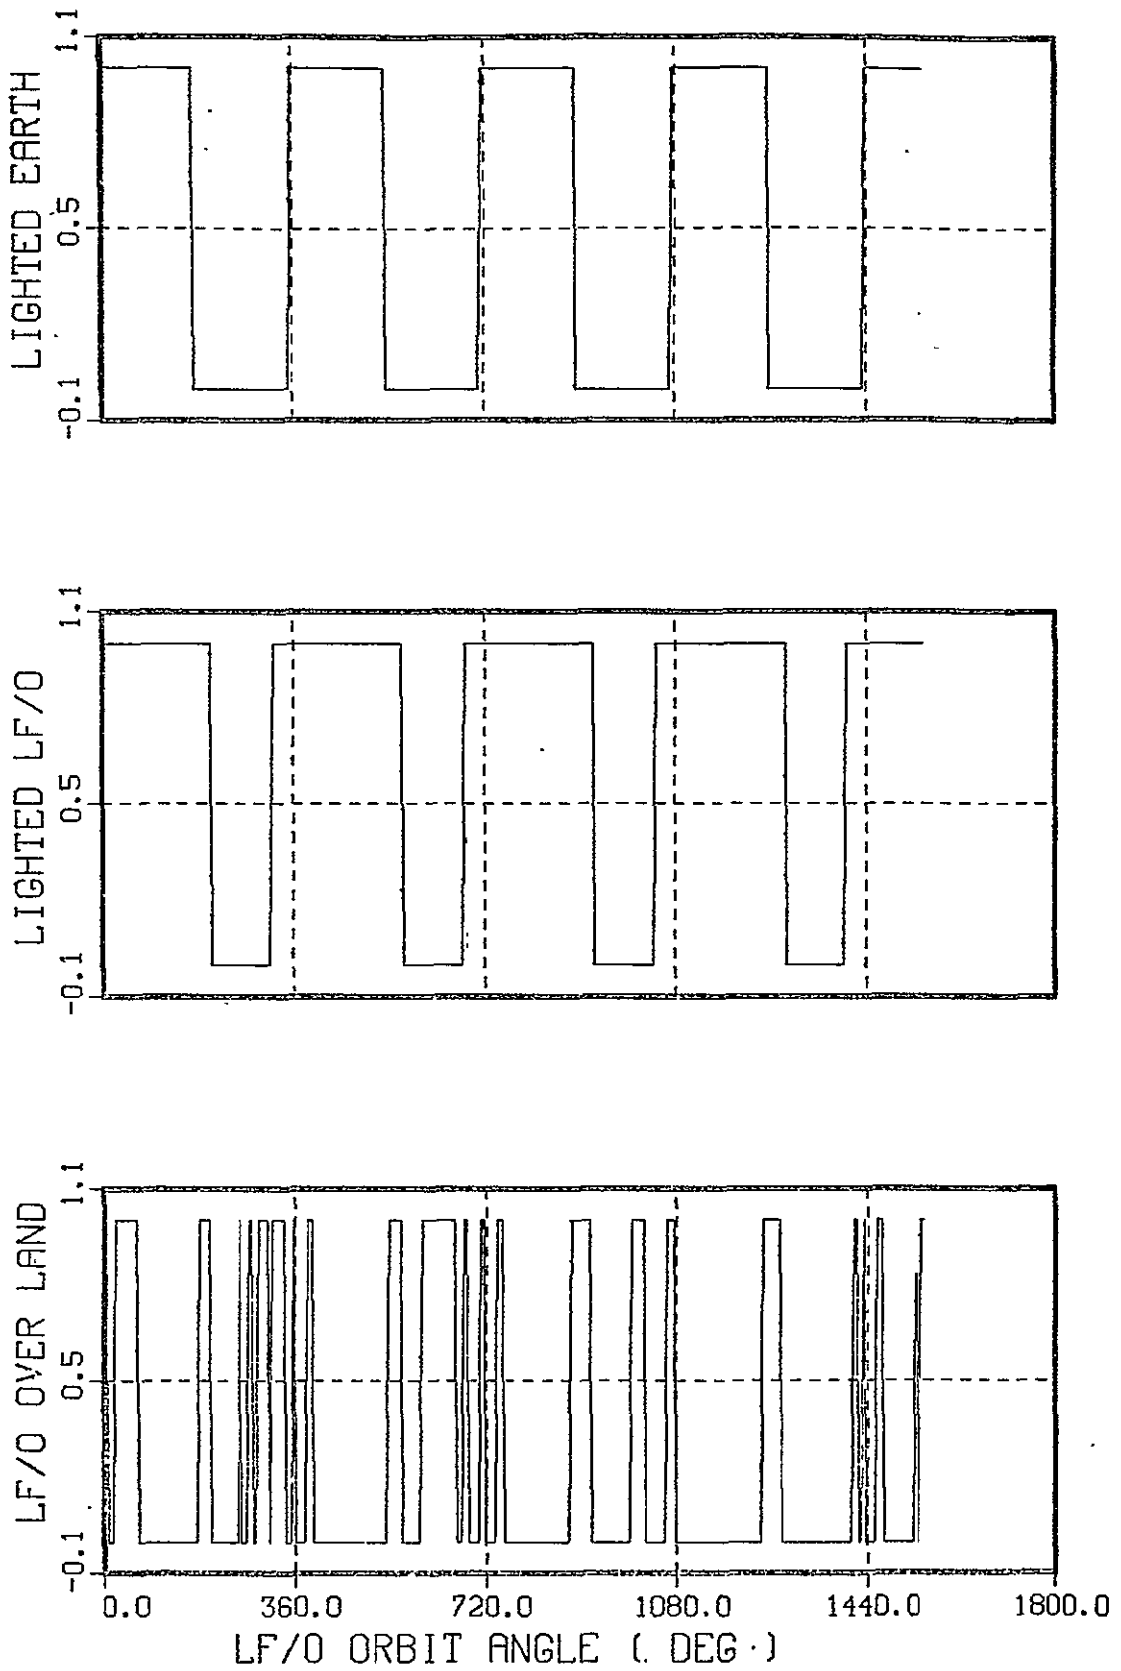 LIGHTED EARTH
1.1
0.5
-0.1
LIGHTED LF/O
1.1
0.5
-0.1
LF/O OVER LAND
1.1
0.5
-0.1
0.0 360.0 720.0 1080.0 1440.0 1800.0
LF/O ORBIT ANGLE (. DEG.)